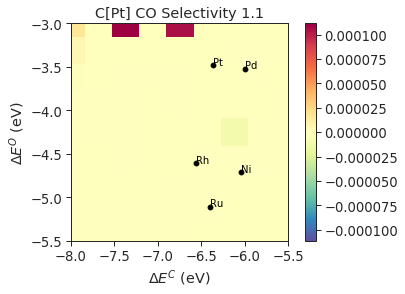 C[Pt] CO Selectivity 1.1
−3.0
−3.5
−4.0
−4.5
−5.0
−5.5
ΔE^O (eV)
Pt
Pd
Rh
Ni
Ru
−8.0 −7.5 −7.0 −6.5 −6.0 −5.5
ΔE^C (eV)
0.000100
0.000075
0.000050
0.000025
0.000000
−0.000025
−0.000050
−0.000075
−0.000100